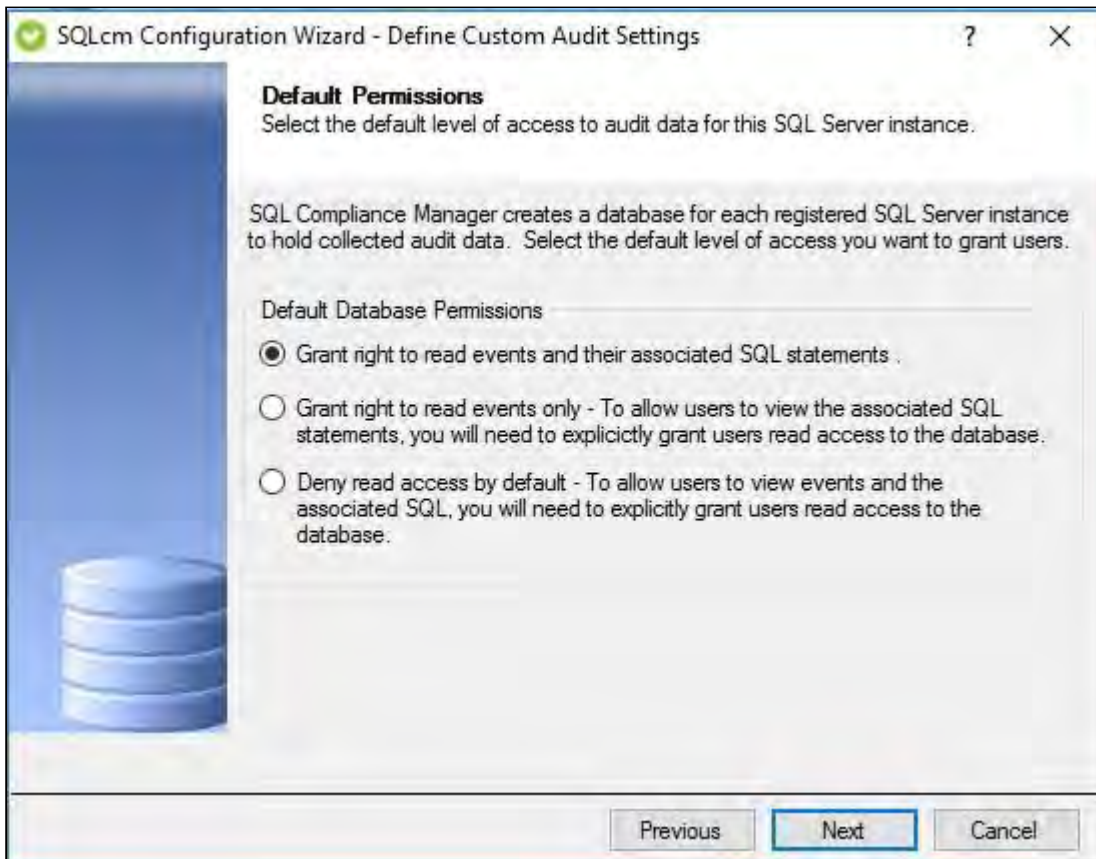 SQLcm Configuration Wizard - Define Custom Audit Settings
?
Default Permissions
Select the default level of access to audit data for this SQL Server instance.
SQL Compliance Manager creates a database for each registered SQL Server instance
to hold collected audit data.  Select the default level of access you want to grant users.
Default Database Permissions
Grant right to read events and their associated SQL statements .
Grant right to read events only - To allow users to view the associated SQL
statements, you will need to explicictly grant users read access to the database.
Deny read access by default - To allow users to view events and the
associated SQL, you will need to explicitly grant users read access to the
database.
Previous
Next
Cancel